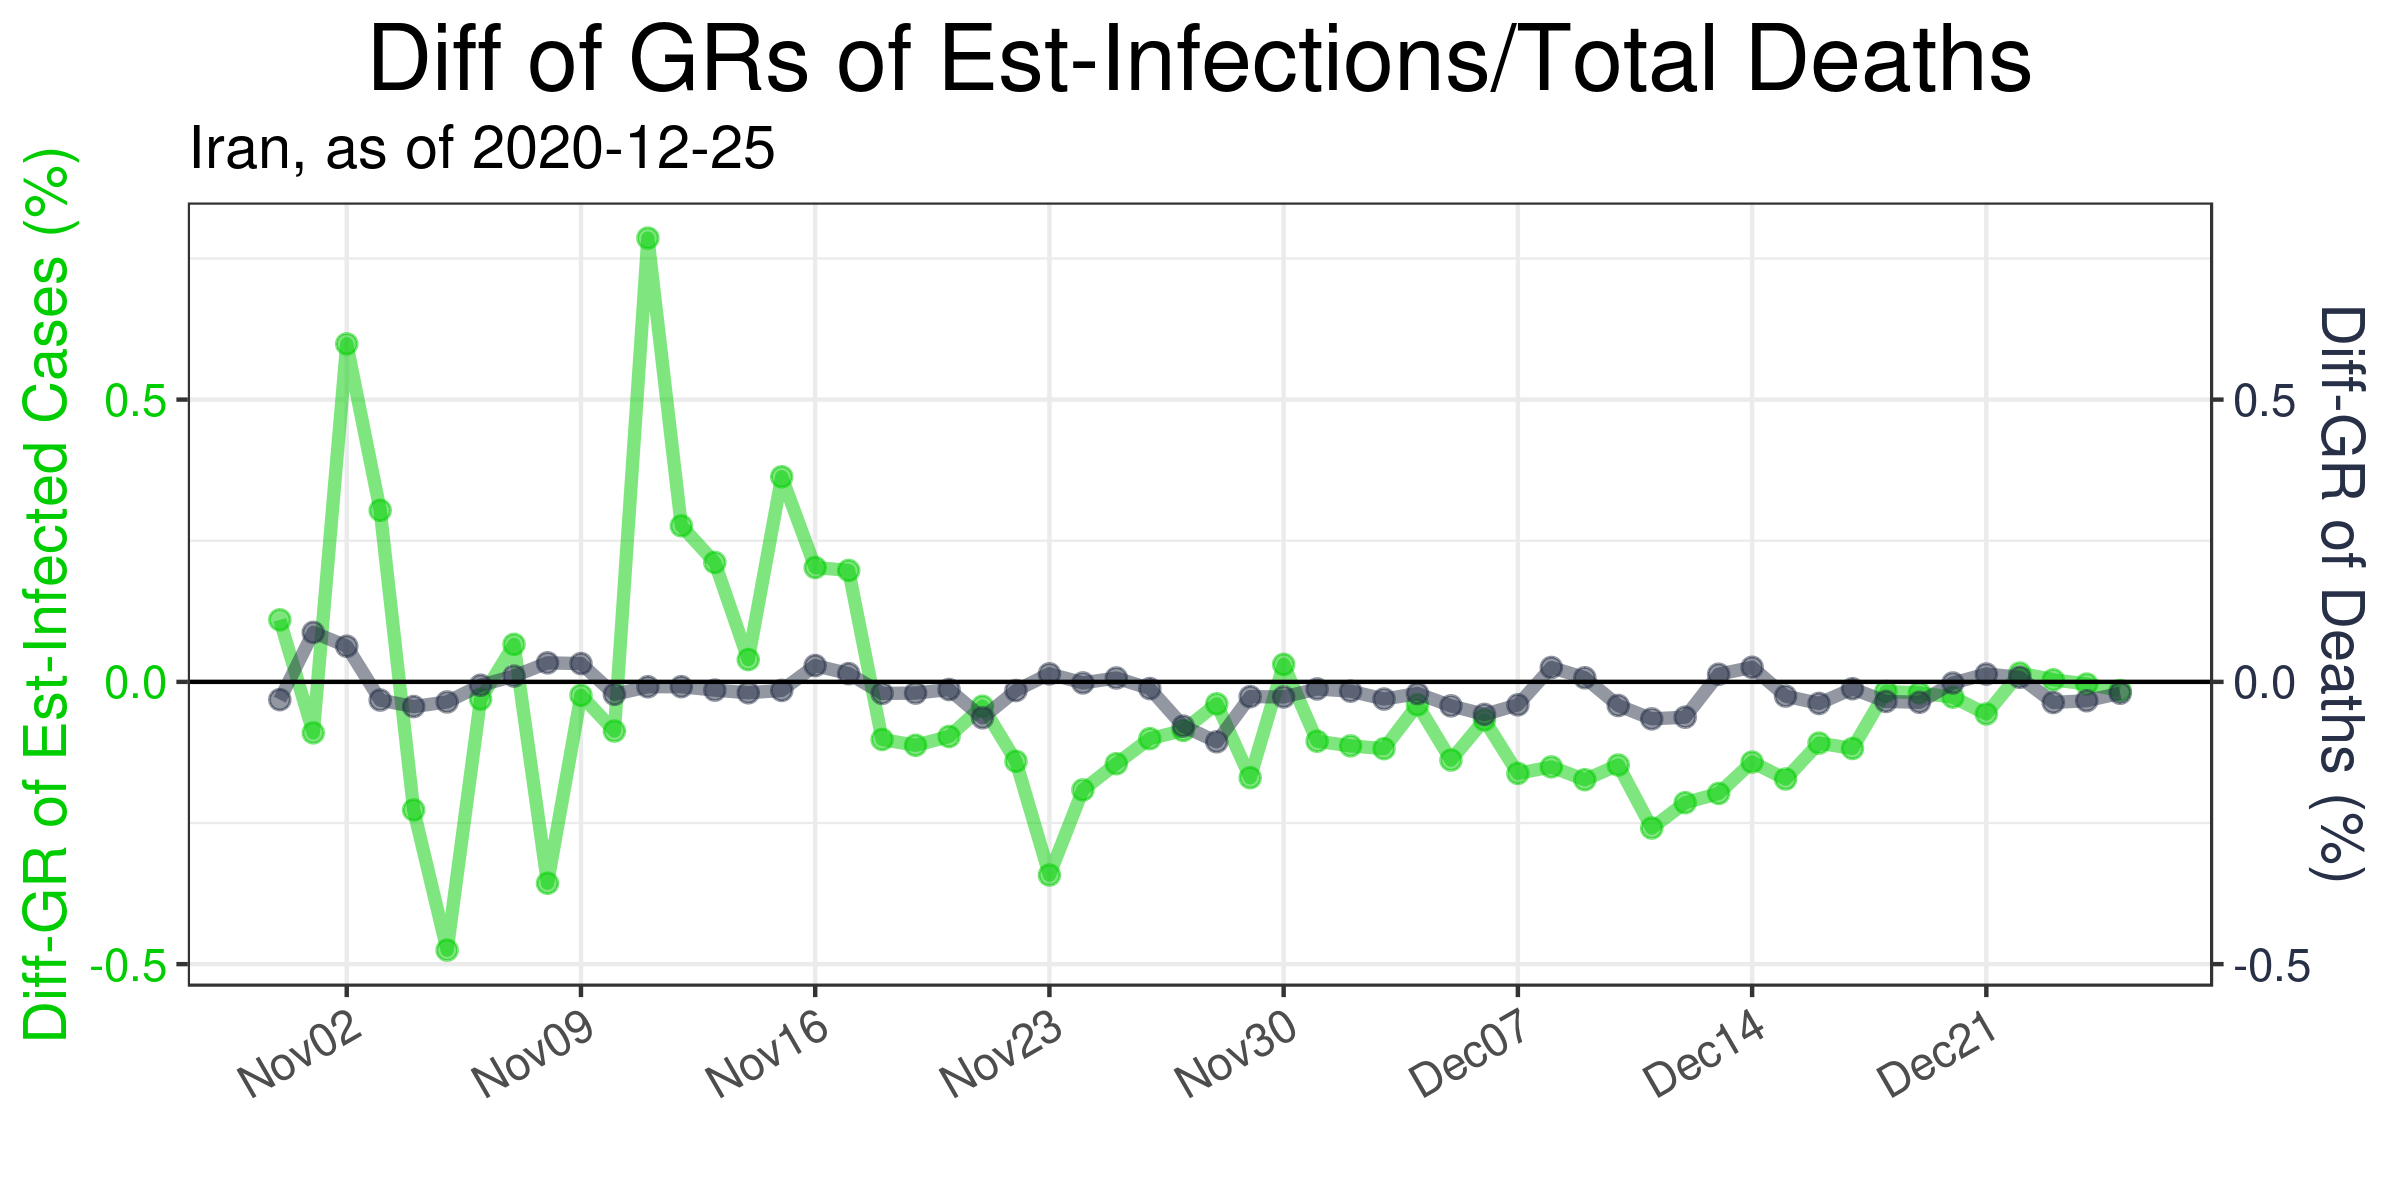 Diff of GRs of Est-Infections/Total Deaths
Iran, as of 2020-12-25
Diff-GR of Est-Infected Cases (%)
0.5
0.0
-0.5
0.5
0.0
-0.5
Diff-GR of Deaths (%)
Nov02
Nov09
Nov16
Nov23
Nov30
Dec07
Dec14
Dec21